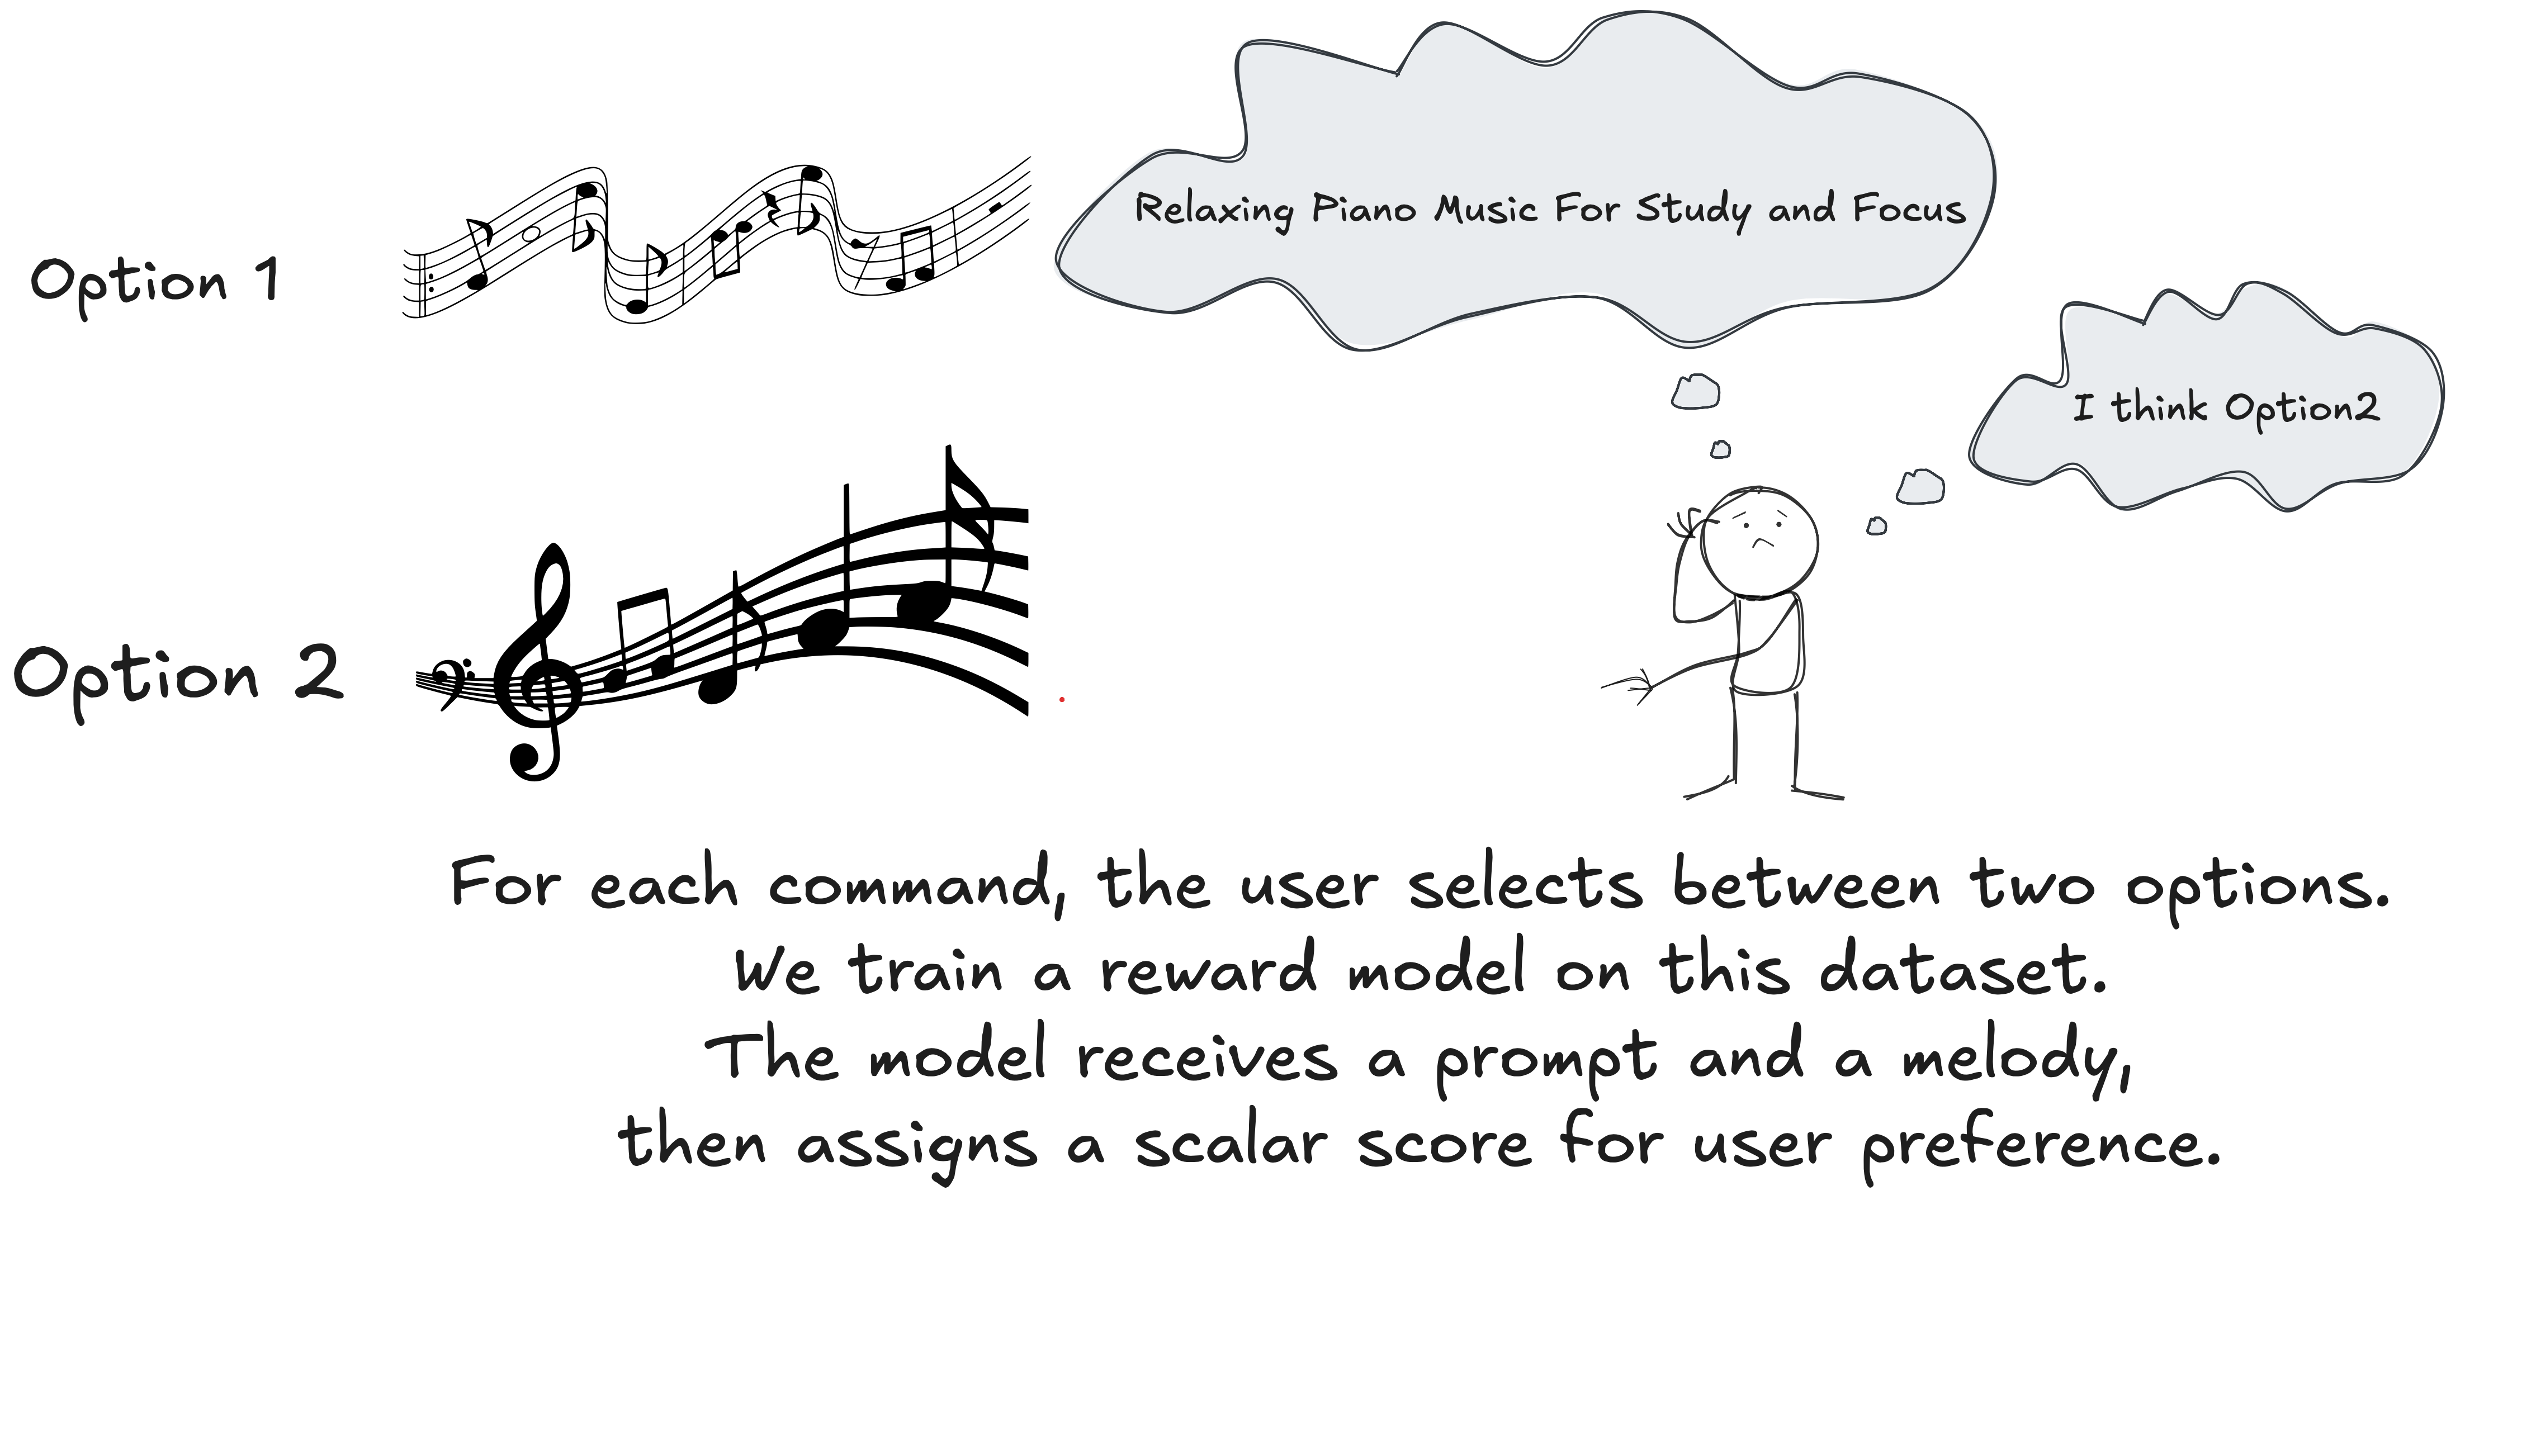 Relaxing Piano Music For Study and Focus
Option 1
I think Option2
Option 2
For each command, the user selects between two options.
We train a reward model on this dataset.
The model receives a prompt and a melody,
then assigns a scalar score for user preference.